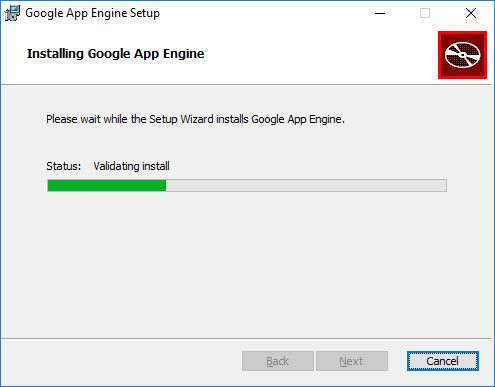 Google App Engine Setup
Installing Google App Engine
Please wait while the Setup Wizard installs Google App Engine.
Status: Validating install
Back Next Cancel